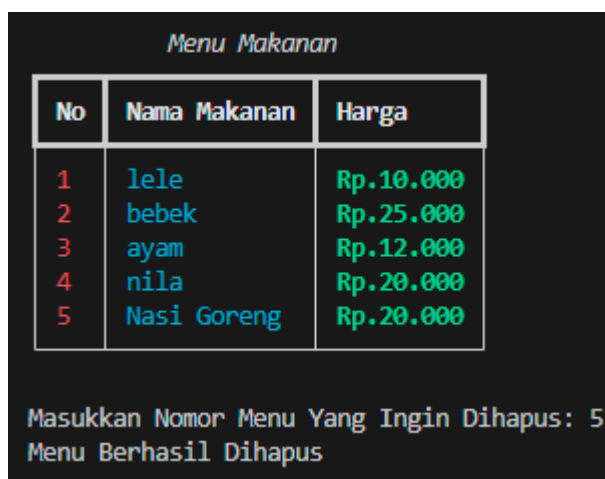 Menu Makanan
No Nama Makanan Harga
1 lele Rp.10.000
2 bebek Rp.25.000
3 ayam Rp.12.000
4 nila Rp.20.000
5 Nasi Goreng Rp.20.000
Masukkan Nomor Menu Yang Ingin Dihapus: 5
Menu Berhasil Dihapus